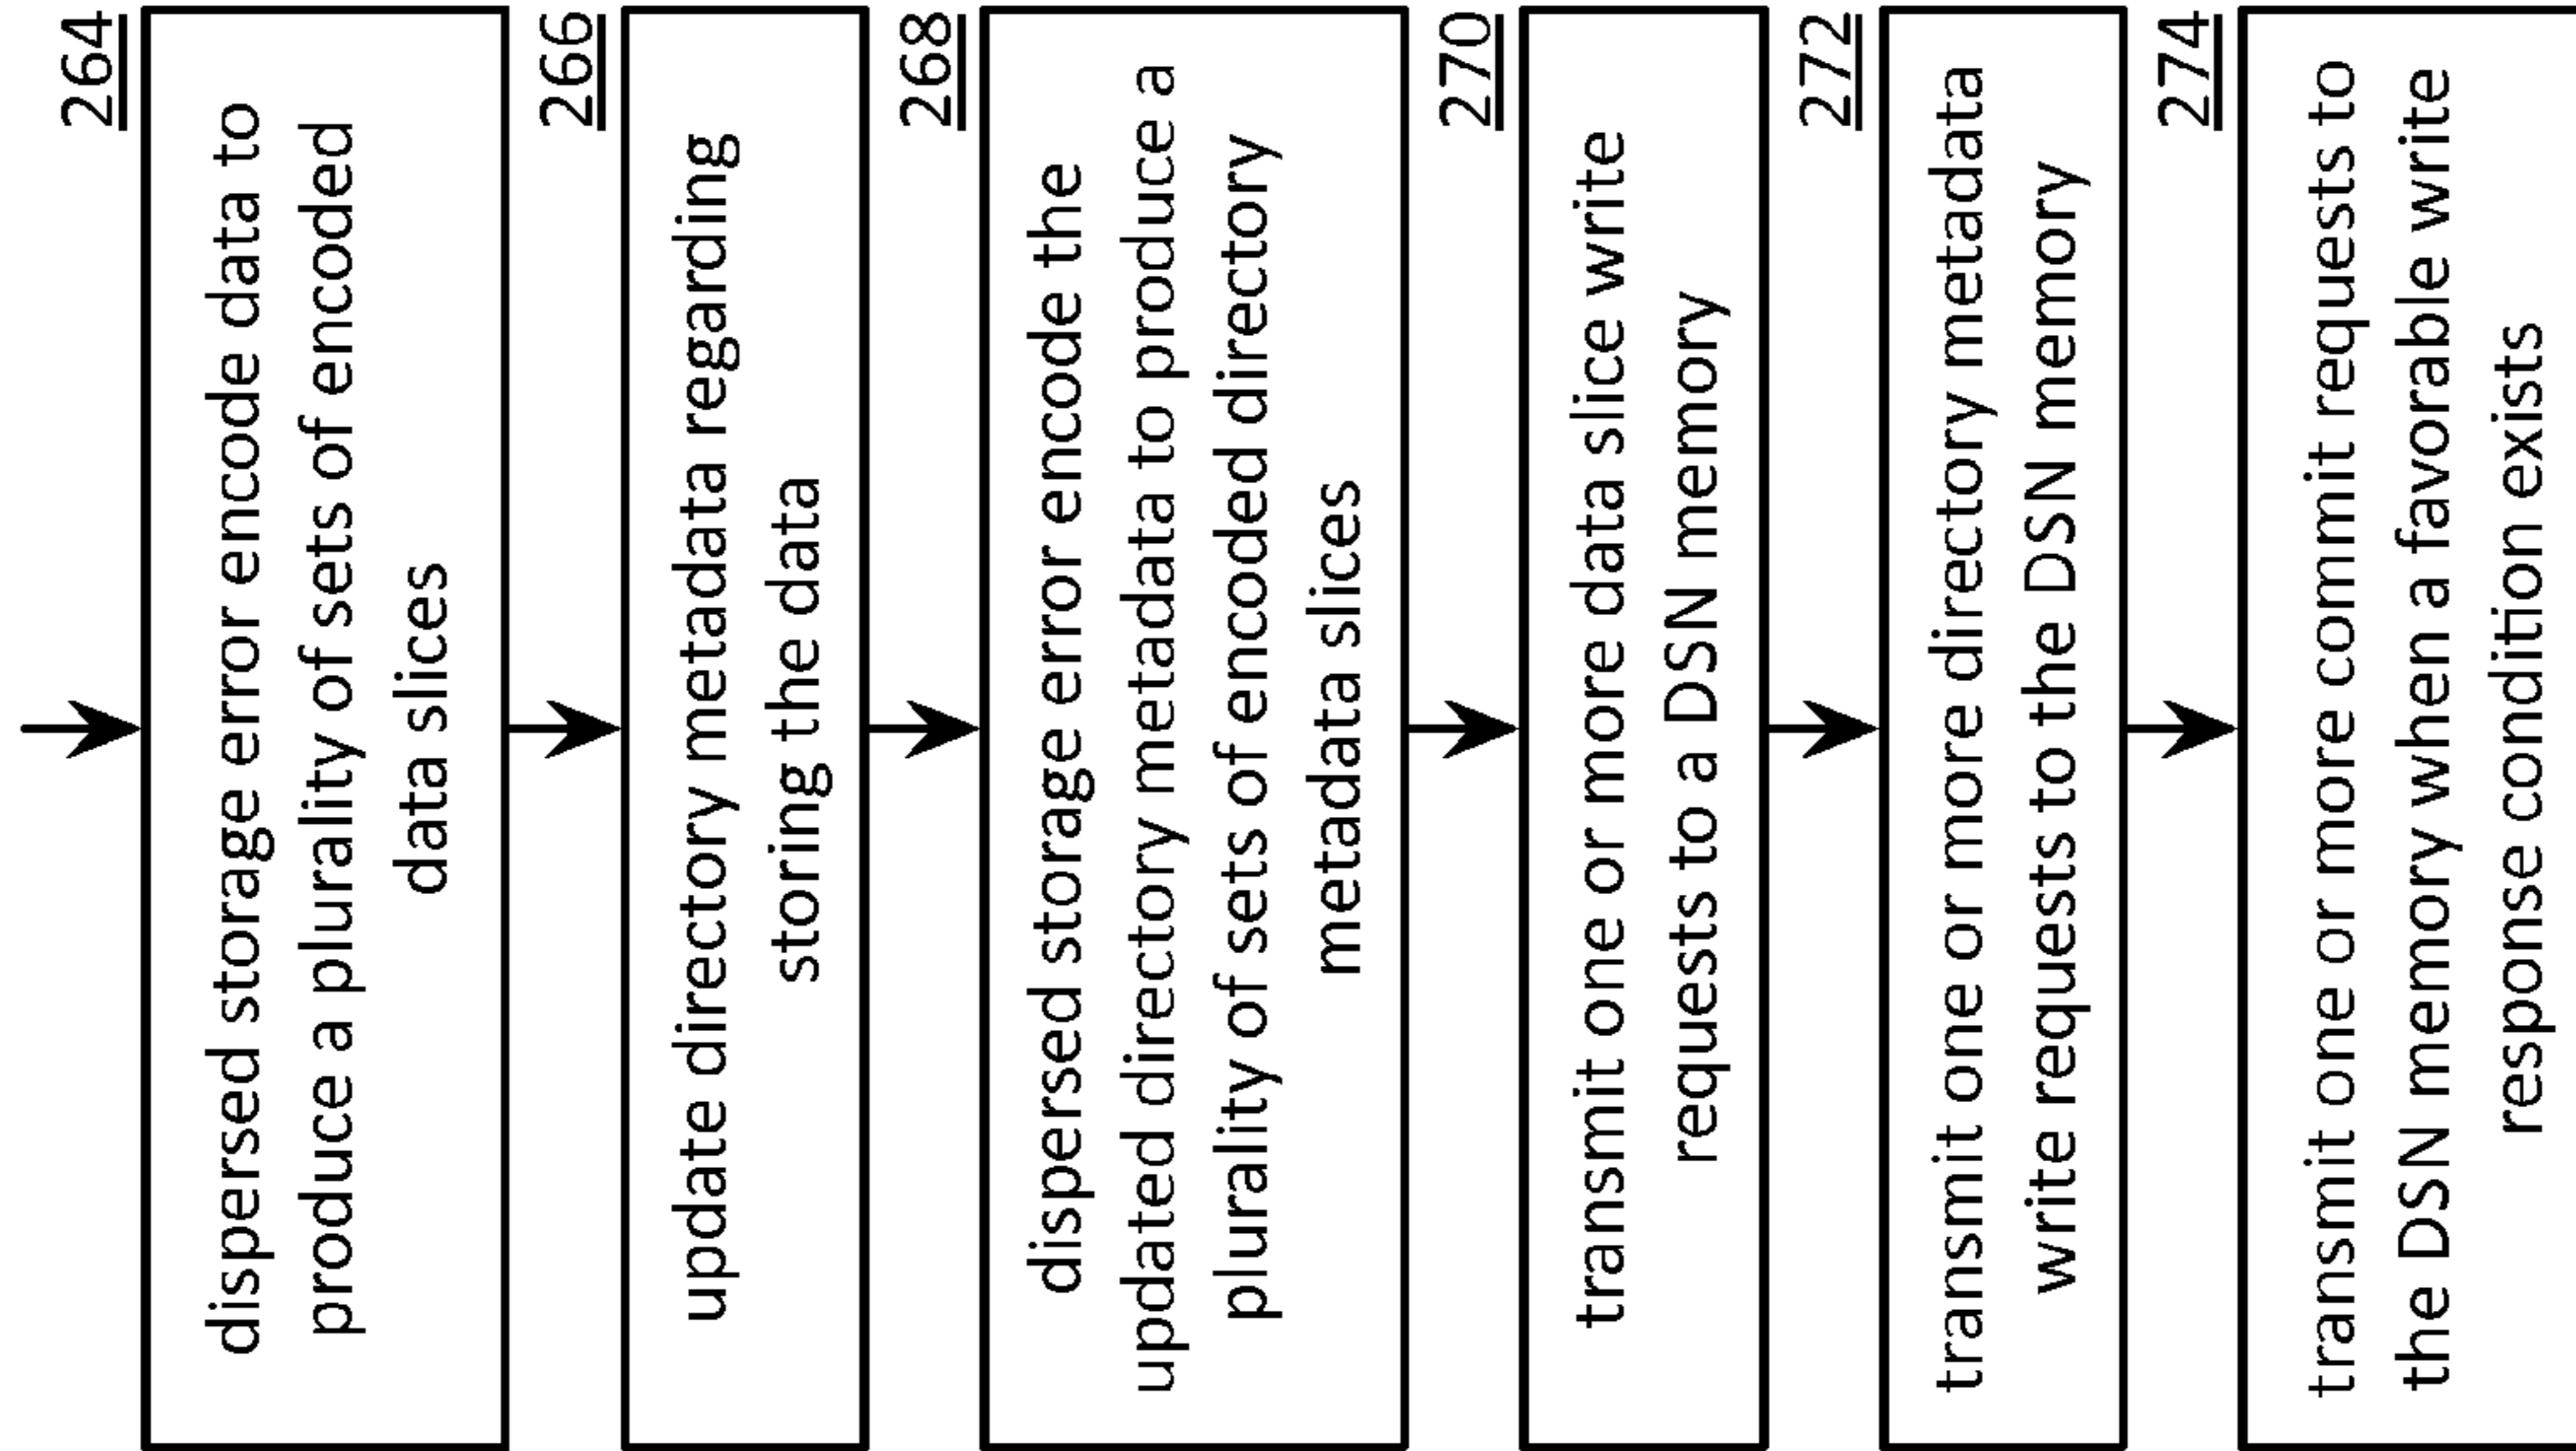 264
dispersed storage error encode data to
produce a plurality of sets of encoded
data slices
266
update directory metadata regarding
storing the data
268
dispersed storage error encode the
updated directory metadata to produce a
plurality of sets of encoded directory
metadata slices
270
transmit one or more data slice write
requests to a DSN memory
272
transmit one or more directory metadata
write requests to the DSN memory
274
transmit one or more commit requests to
the DSN memory when a favorable write
response condition exists